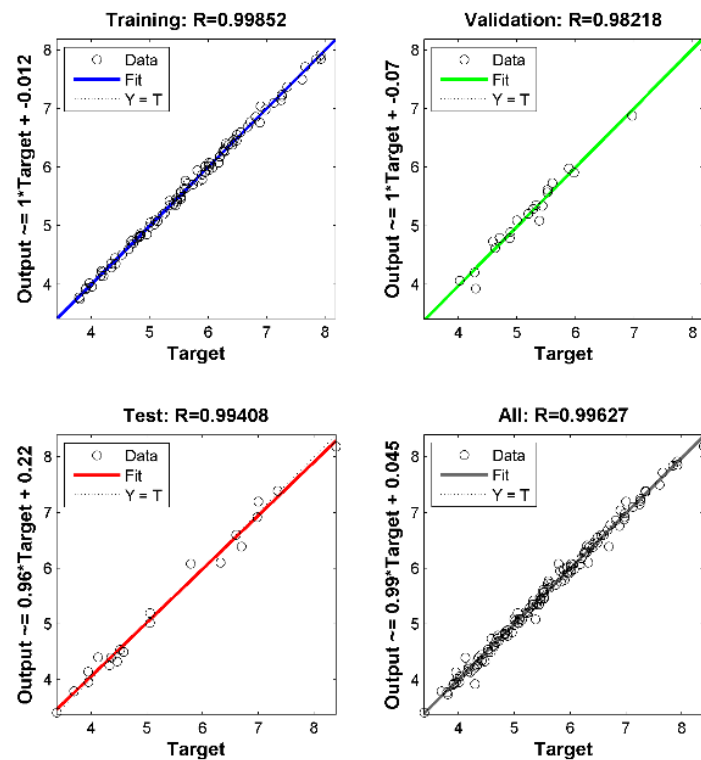 Training: R=0.99852
Output ~= 1*Target + -0.012
8
7
6
5
4
Data
Fit
Y = T
4 5 6 7 8
Target
Validation: R=0.98218
Output ~= 1*Target + -0.07
8
7
6
5
4
Data
Fit
Y = T
4 5 6 7 8
Target
Test: R=0.99408
Output ~= 0.96*Target + 0.22
8
7
6
5
4
Data
Fit
Y = T
4 5 6 7 8
Target
All: R=0.99627
Output ~= 0.99*Target + 0.045
8
7
6
5
4
Data
Fit
Y = T
4 5 6 7 8
Target